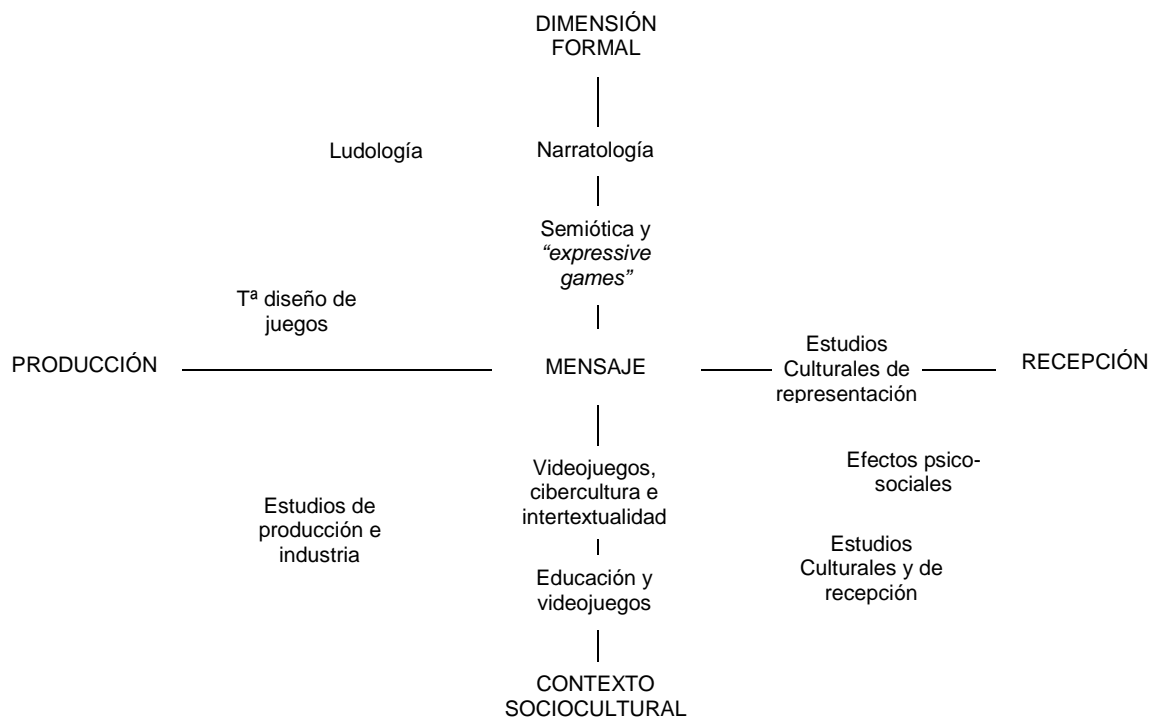 DIMENSIÓN
FORMAL
Ludología
Narratología
Semiótica y
“expressive
games”
Tª diseño de
juegos
PRODUCCIÓN
MENSAJE
Estudios
Culturales de
representación
RECEPCIÓN
Videojuegos,
cibercultura e
intertextualidad
Efectos psico-
sociales
Estudios de
producción e
industria
Estudios
Culturales y de
recepción
Educación y
videojuegos
CONTEXTO
SOCIOCULTURAL